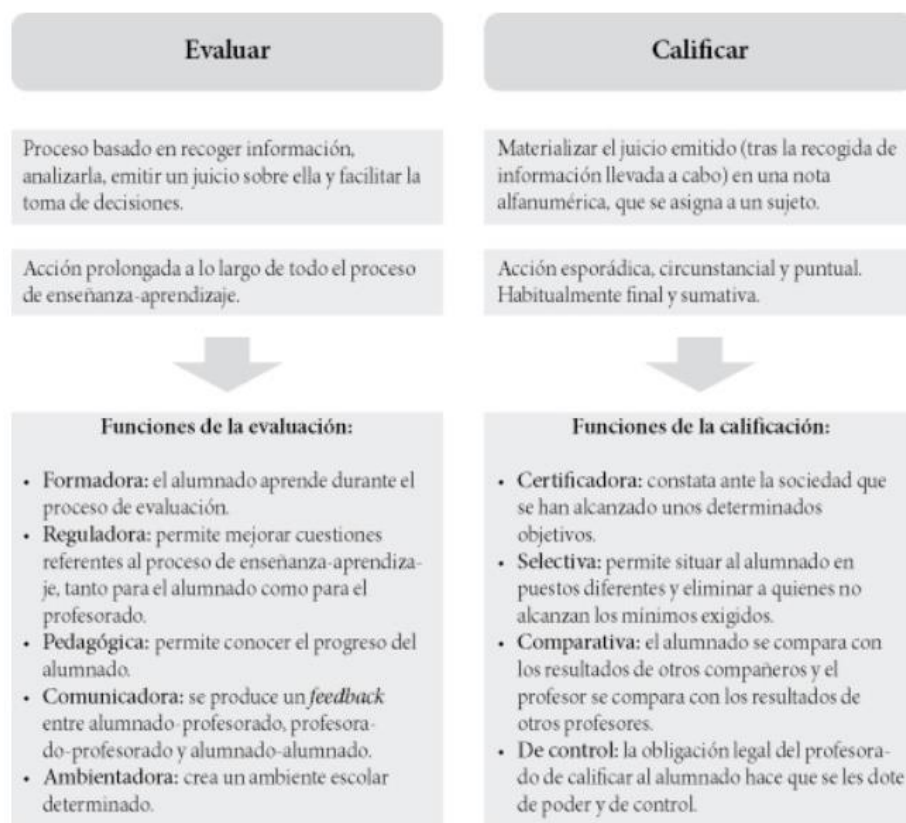 Evaluar
Proceso basado en recoger información,
analizarla, emitir un juicio sobre ella y facilitar la
toma de decisiones.
Acción prolongada a lo largo de todo el proceso
de enseñanza-aprendizaje.
Funciones de la evaluación:
• Formadora: el alumnado aprende durante el
proceso de evaluación.
• Reguladora: permite mejorar cuestiones
referentes al proceso de enseñanza-aprendiza-
je, tanto para el alumnado como para el
profesorado.
• Pedagógica: permite conocer el progreso del
alumnado.
• Comunicadora: se produce un feedback
entre alumnado-profesorado, profesora-
do-profesorado y alumnado-alumnado.
• Ambientadora: crea un ambiente escolar
determinado.
Calificar
Materializar el juicio emitido (tras la recogida de
información llevada a cabo) en una nota
alfanumérica, que se asigna a un sujeto.
Acción esporádica, circunstancial y puntual.
Habitualmente final y sumativa.
Funciones de la calificación:
• Certificadora: constata ante la sociedad que
se han alcanzado unos determinados
objetivos.
• Selectiva: permite situar al alumnado en
puestos diferentes y eliminar a quienes no
alcanzan los mínimos exigidos.
• Comparativa: el alumnado se compara con
los resultados de otros compañeros y el
profesor se compara con los resultados de
otros profesores.
• De control: la obligación legal del profesora-
do de calificar al alumnado hace que se les dote
de poder y de control.